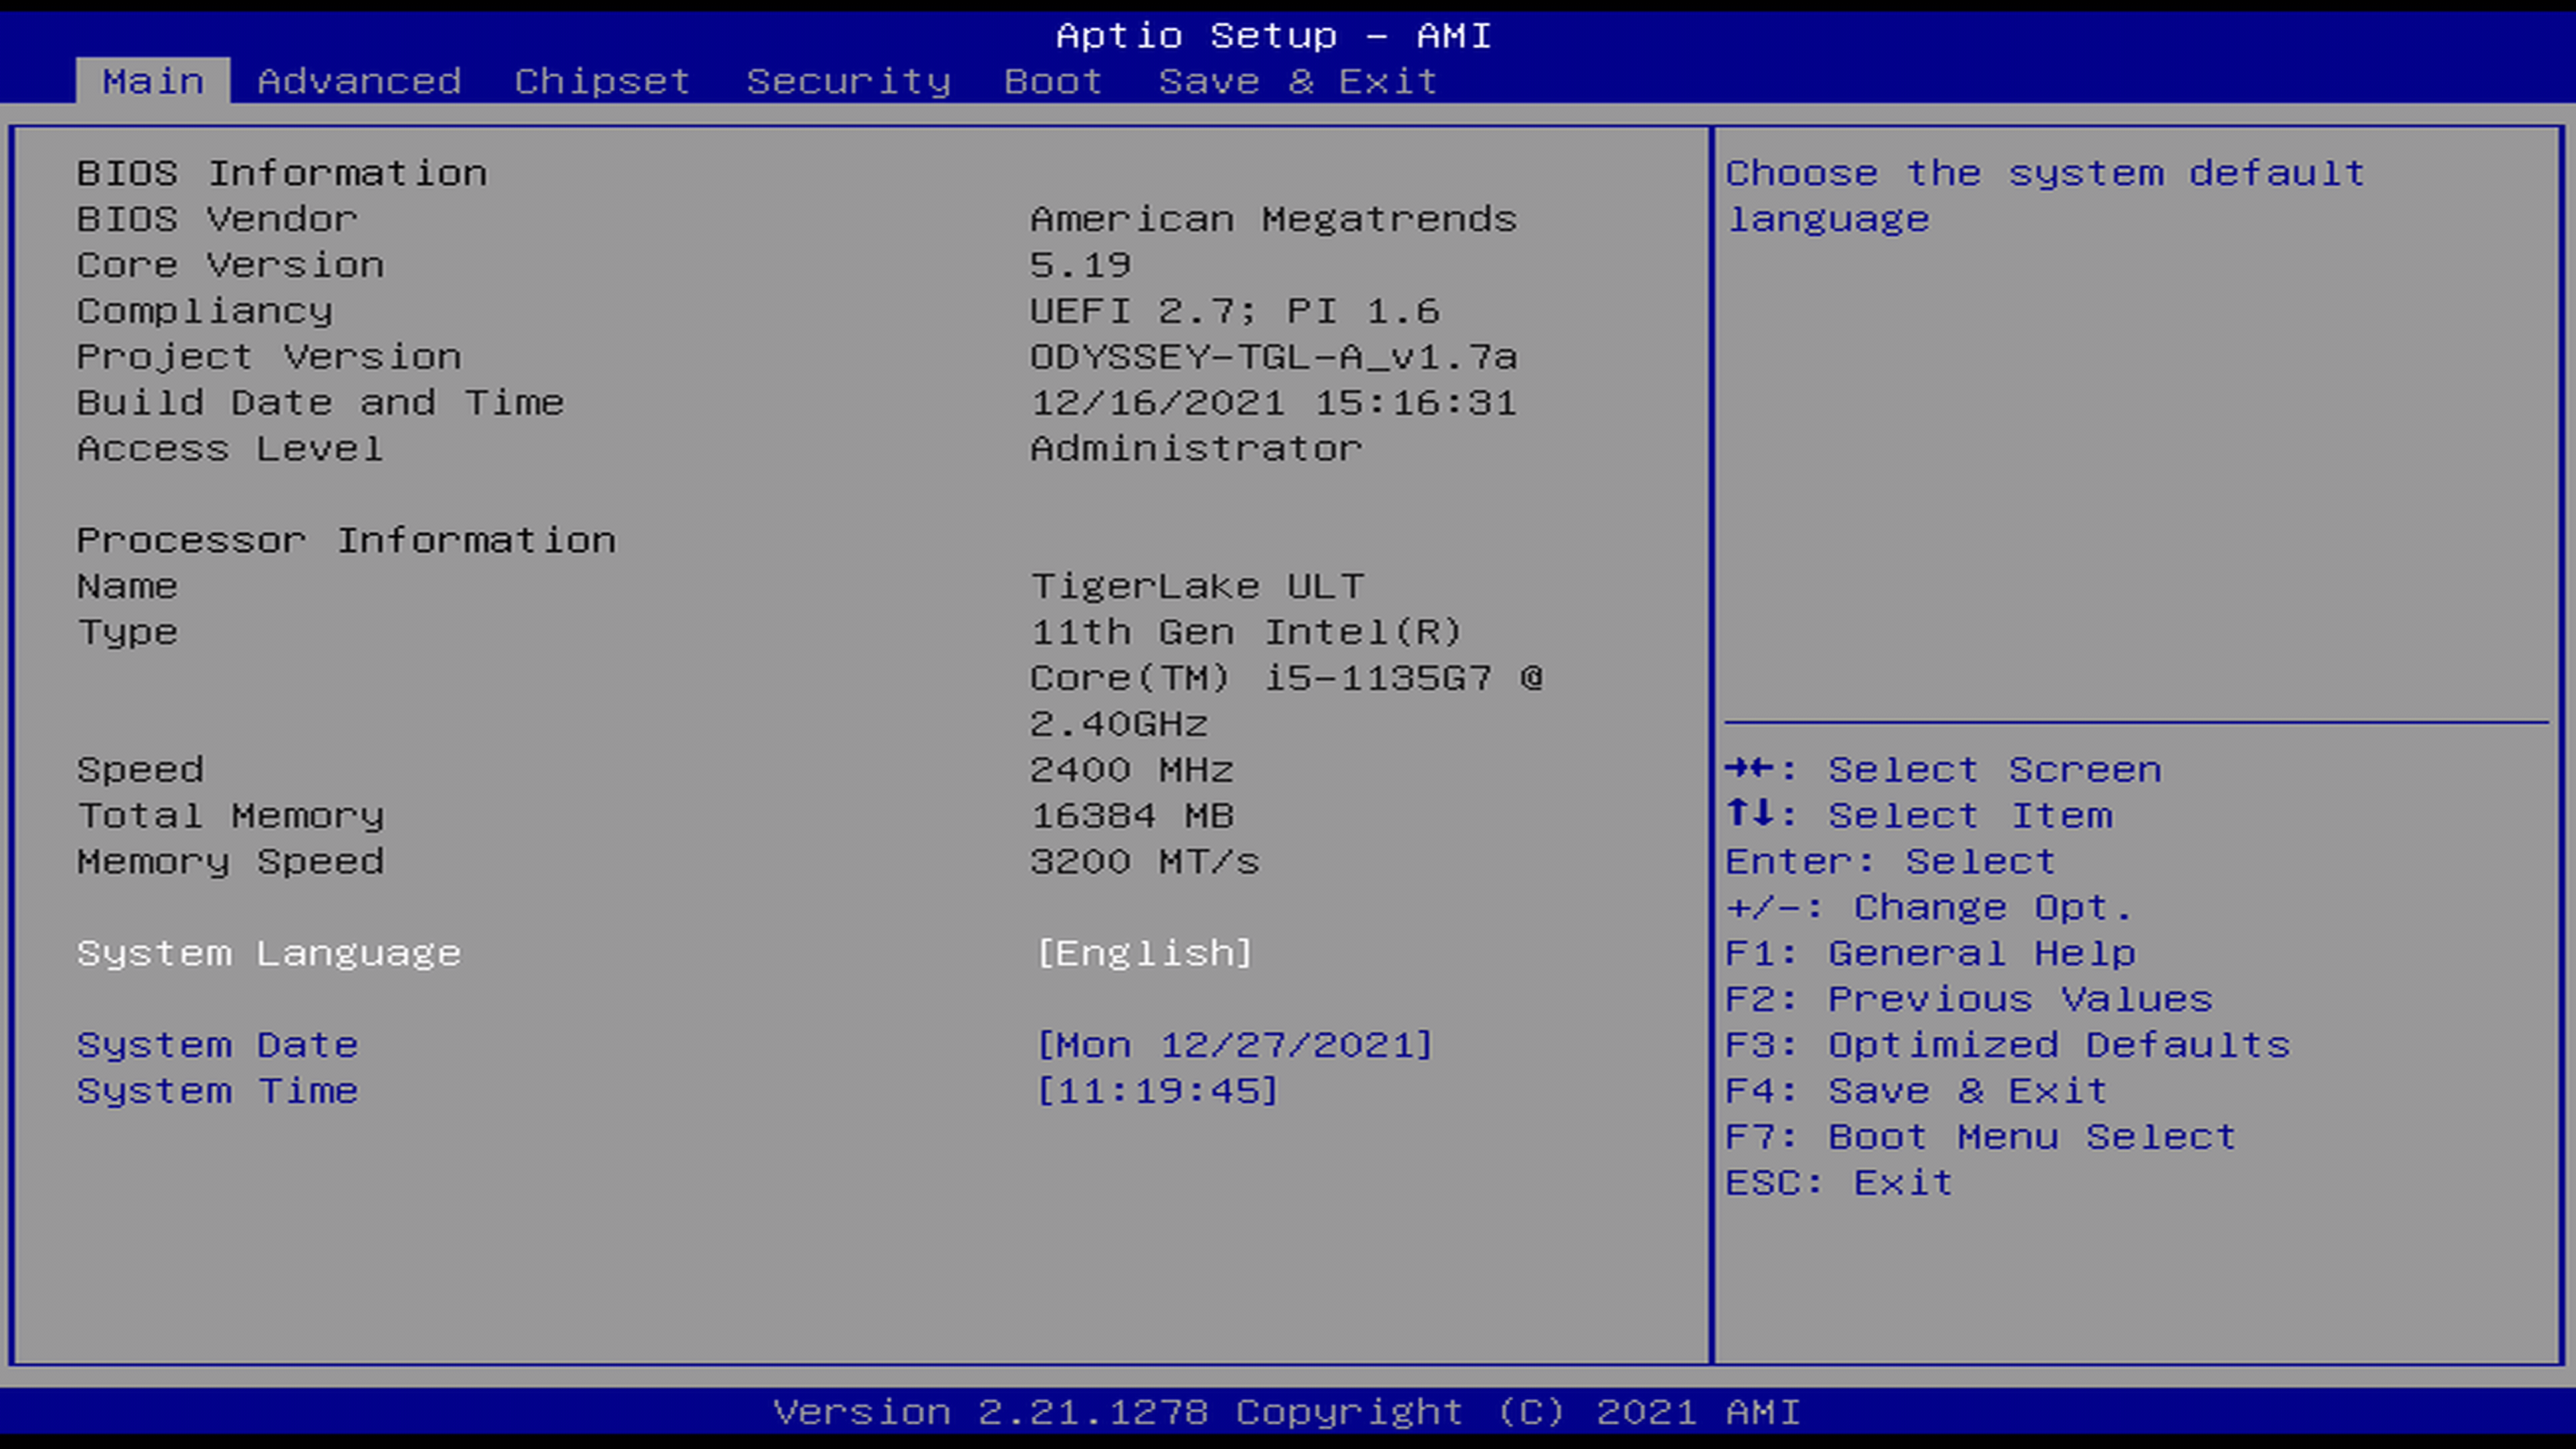 Aptio Setup – AMI
Main Advanced Chipset Security Boot Save & Exit
BIOS Information
BIOS Vendor American Megatrends
Core Version 5.19
Compliancy UEFI 2.7; PI 1.6
Project Version ODYSSEY-TGL-A_v1.7a
Build Date and Time 12/16/2021 15:16:31
Access Level Administrator
Processor Information
Name TigerLake ULT
Type 11th Gen Intel(R)
Core(TM) i5-1135G7 @
2.40GHz
Speed 2400 MHz
Total Memory 16384 MB
Memory Speed 3200 MT/s
System Language [English]
System Date [Mon 12/27/2021]
System Time [11:19:45]
Choose the system default
language
→←: Select Screen
↑↓: Select Item
Enter: Select
+/-: Change Opt.
F1: General Help
F2: Previous Values
F3: Optimized Defaults
F4: Save & Exit
F7: Boot Menu Select
ESC: Exit
Version 2.21.1278 Copyright (C) 2021 AMI